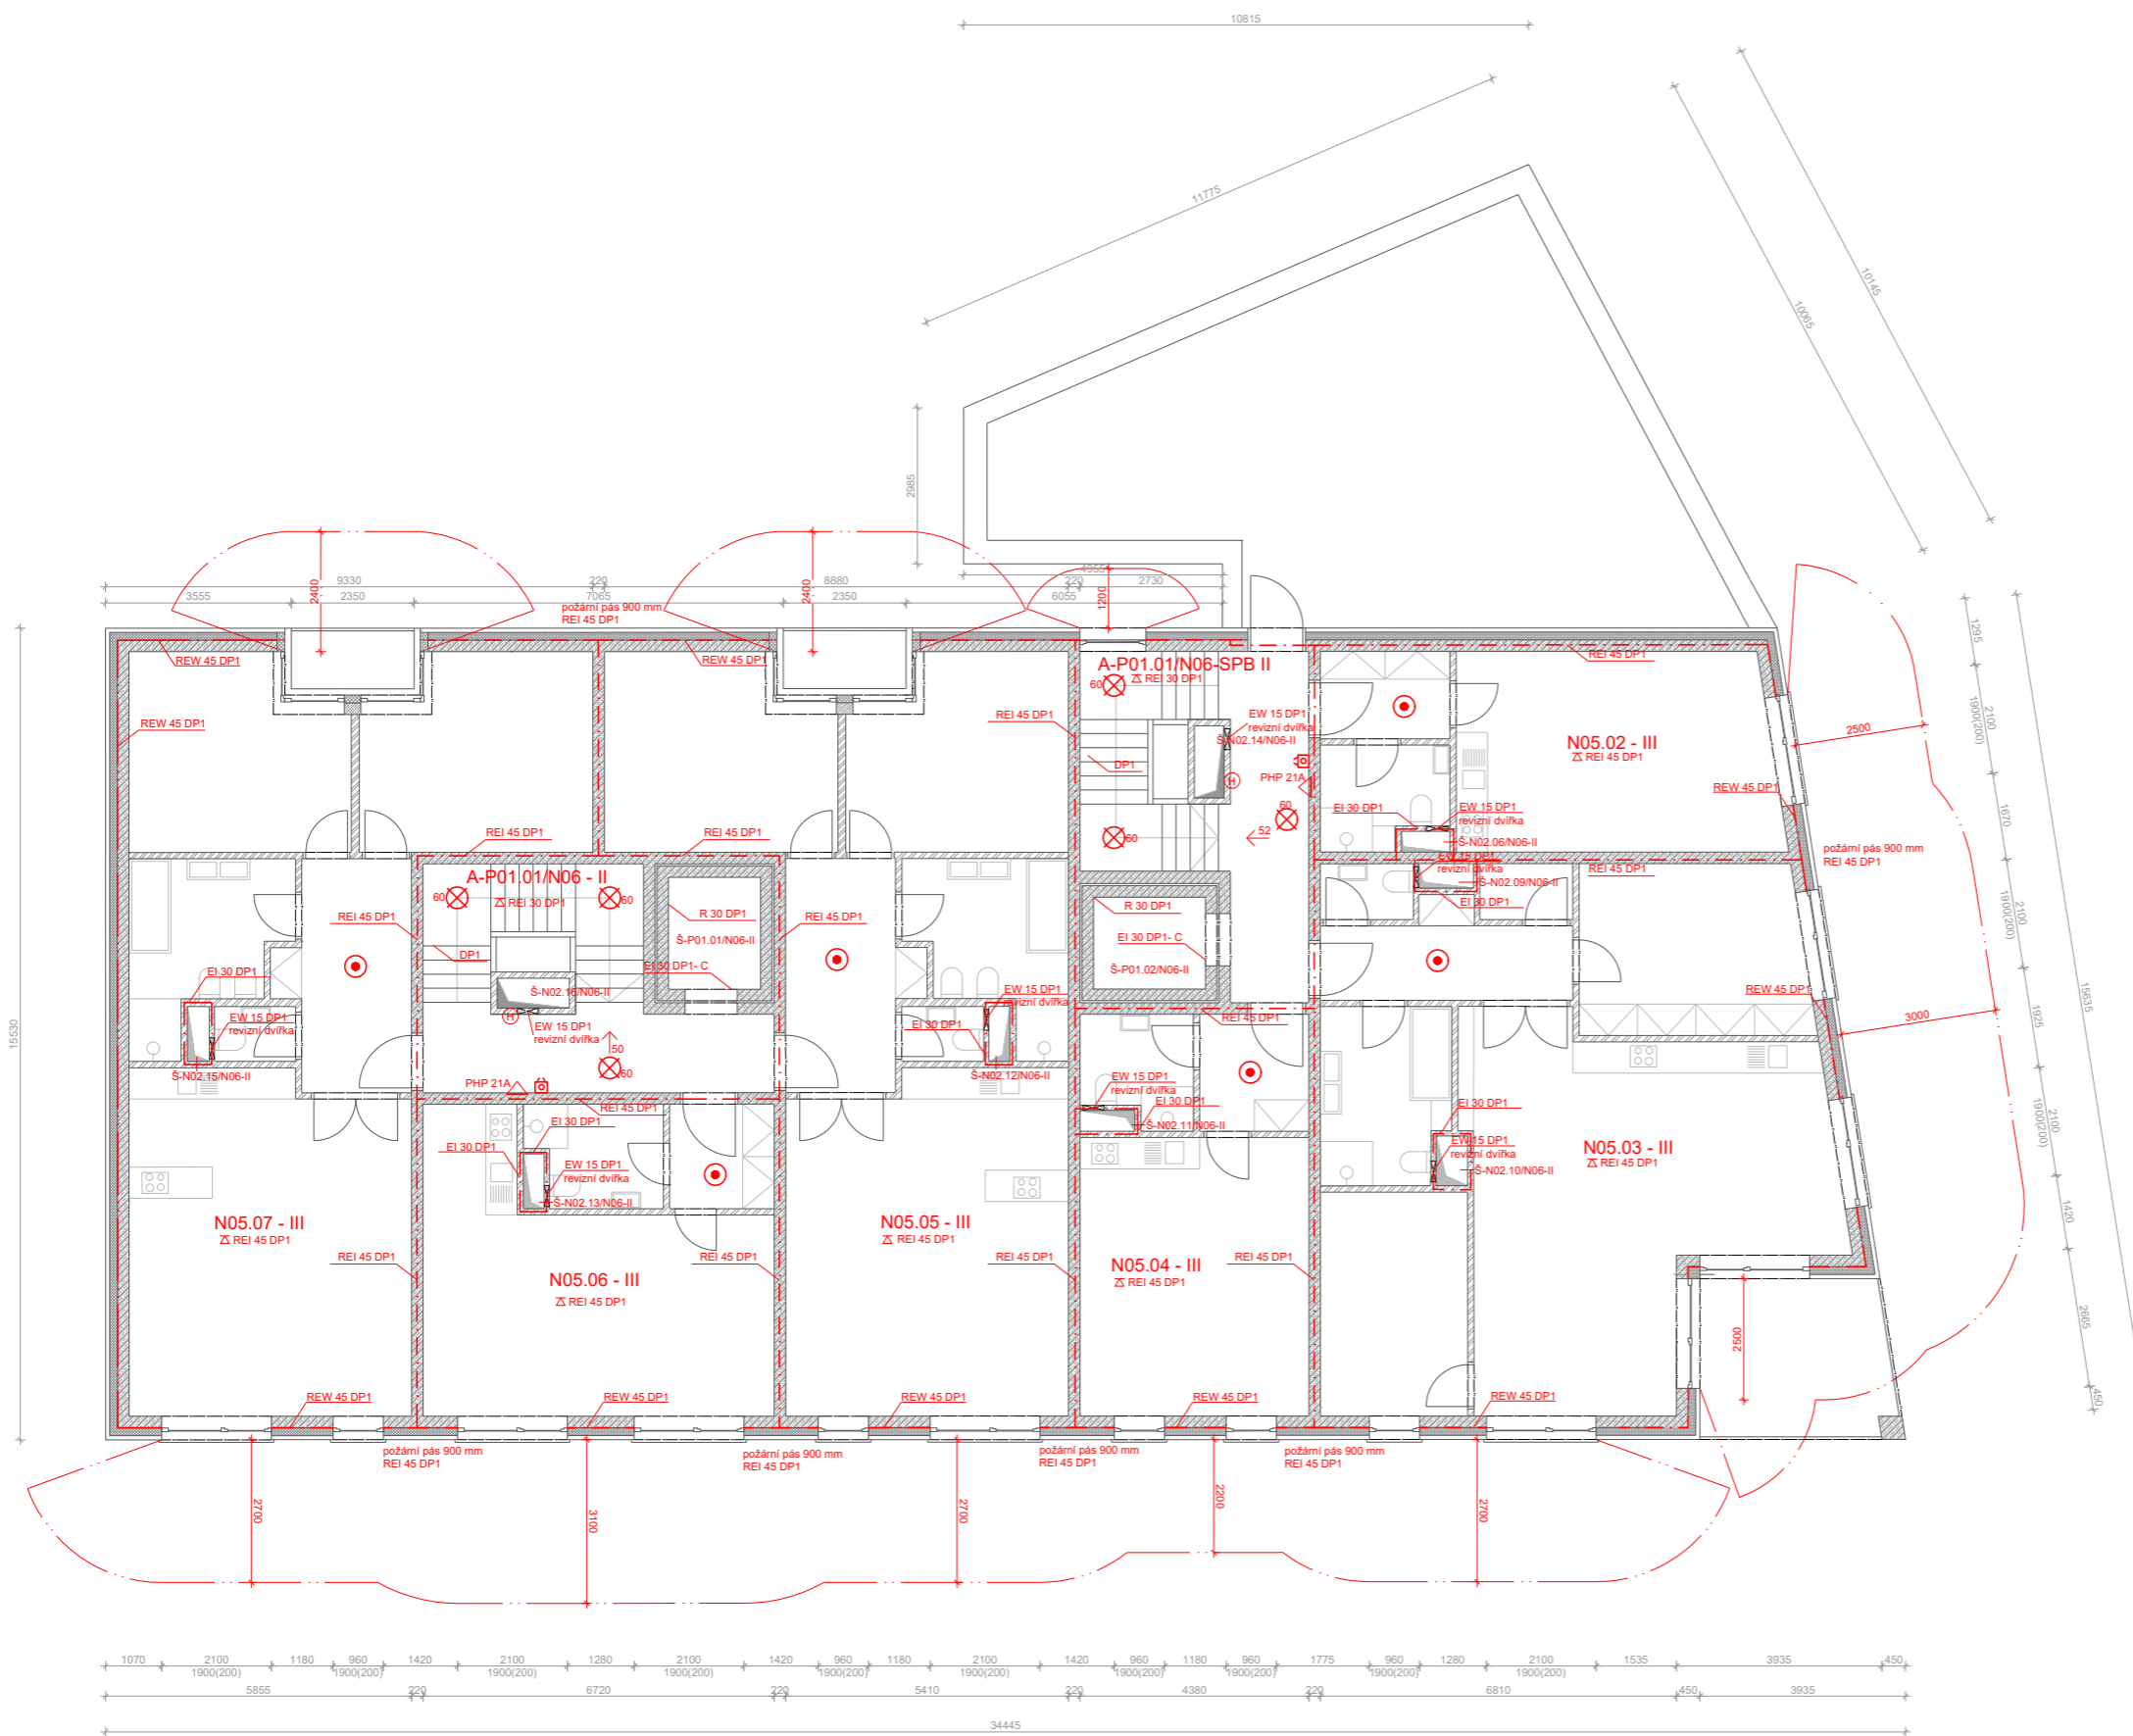 10815
11775
10145
10065
2985
4955
9330
220
8880
220
2730
3555
2350
7065
2350
6055
2400
2400
1200
požární pás 900 mm
REI 45 DP1
REW 45 DP1
REW 45 DP1
REI 45 DP1
A-P01.01/N06-SPB II
REI 30 DP1
60
REW 45 DP1
REI 45 DP1
EW 15 DP1
revizní dvířka
Š-N02.14/N06-II
N05.02 - III
REI 45 DP1
2500
DP1
PHP 21A
H
REW 45 DP1
60
52
60
EI 30 DP1
EW 15 DP1
revizní dvířka
Š-N02.06/N06-II
REI 45 DP1
REI 45 DP1
požární pás 900 mm
REI 45 DP1
EW 15 DP1
revizní dvířka
REI 45 DP1
Š-N02.09/N06-II
EI 30 DP1
A-P01.01/N06 - II
REI 30 DP1
60
60
R 30 DP1
R 30 DP1
REI 45 DP1
REI 45 DP1
Š-P01.01/N06-II
EI 30 DP1- C
DP1
EI 30 DP1- C
Š-P01.02/N06-II
EI 30 DP1
Š-N02.16/N06-II
EW 15 DP1
revizní dvířka
REW 45 DP1
EW 15 DP1
revizní dvířka
H
EW 15 DP1
revizní dvířka
EI 30 DP1
REI 45 DP1
3000
50
60
Š-N02.15/N06-II
PHP 21A
Š-N02.12/N06-II
EW 15 DP1
revizní dvířka
REI 45 DP1
EI 30 DP1
EI 30 DP1
EI 30 DP1
Š-N02.11/N06-II
EI 30 DP1
EW 15 DP1
revizní dvířka
EW 15 DP1
revizní dvířka
N05.03 - III
REI 45 DP1
Š-N02.10/N06-II
Š-N02.13/N06-II
N05.07 - III
REI 45 DP1
N05.05 - III
REI 45 DP1
REI 45 DP1
REI 45 DP1
REI 45 DP1
REI 45 DP1
N05.06 - III
REI 45 DP1
N05.04 - III
REI 45 DP1
2500
REW 45 DP1
REW 45 DP1
REW 45 DP1
REW 45 DP1
REW 45 DP1
požární pás 900 mm
REI 45 DP1
požární pás 900 mm
REI 45 DP1
požární pás 900 mm
REI 45 DP1
požární pás 900 mm
REI 45 DP1
2700
3100
2700
2200
2700
15530
1295
2100
1900(200)
1670
2100
1900(200)
1925
2100
1900(200)
1420
2665
450
15635
1070
2100
1180
960
1420
2100
1280
2100
1420
960
1180
2100
1420
960
1180
960
1775
960
1280
2100
1535
3935
450
1900(200)
1900(200)
1900(200)
1900(200)
1900(200)
1900(200)
1900(200)
1900(200)
1900(200)
1900(200)
5855
220
6720
220
5410
220
4380
220
6810
450
3935
34445